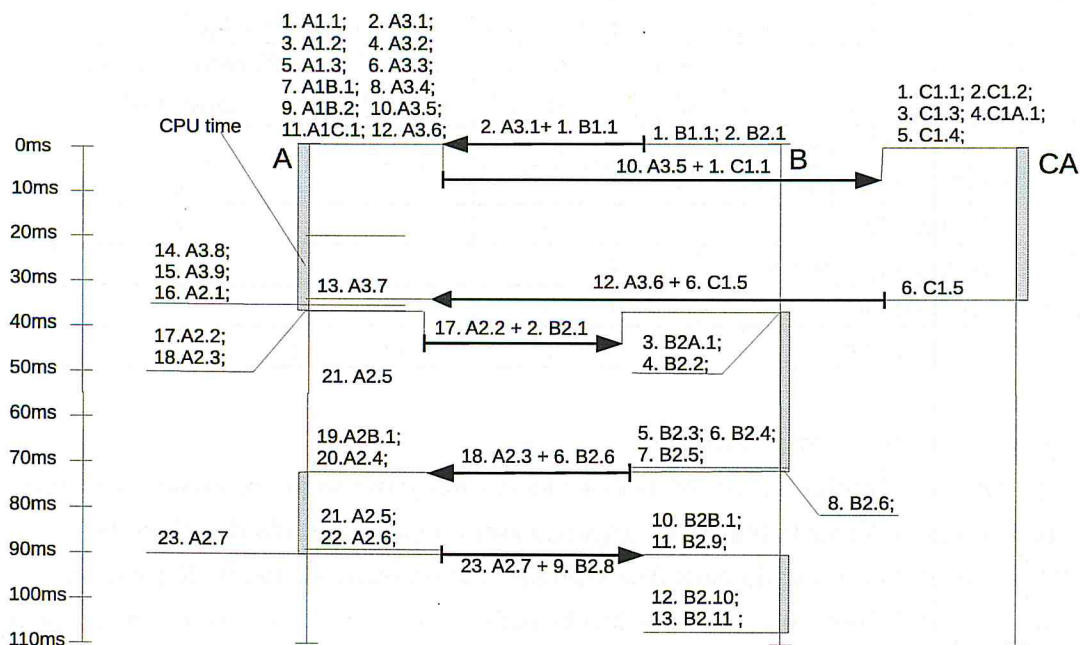 1. A1.1; 2. A3.1;
3. A1.2; 4. A3.2;
5. A1.3; 6. A3.3;
7. A1B.1; 8. A3.4;
9. A1B.2; 10.A3.5;
11.A1C.1; 12. A3.6;
1. C1.1; 2.C1.2;
3. C1.3; 4.C1A.1;
5. C1.4;
CPU time
2. A3.1+ 1. B1.1
1. B1.1; 2. B2.1
0ms
A
B
CA
10. A3.5 + 1. C1.1
10ms
20ms
14. A3.8;
15. A3.9;
16. A2.1;
30ms
13. A3.7
12. A3.6 + 6. C1.5
6. C1.5
40ms
17.A2.2;
18.A2.3;
17. A2.2 + 2. B2.1
3. B2A.1;
4. B2.2;
50ms
21. A2.5
60ms
19.A2B.1;
20.A2.4;
18. A2.3 + 6. B2.6
5. B2.3; 6. B2.4;
7. B2.5;
70ms
8. B2.6;
80ms
21. A2.5;
22. A2.6;
10. B2B.1;
11. B2.9;
23. A2.7
90ms
23. A2.7 + 9. B2.8
100ms
12. B2.10;
13. B2.11 ;
110ms